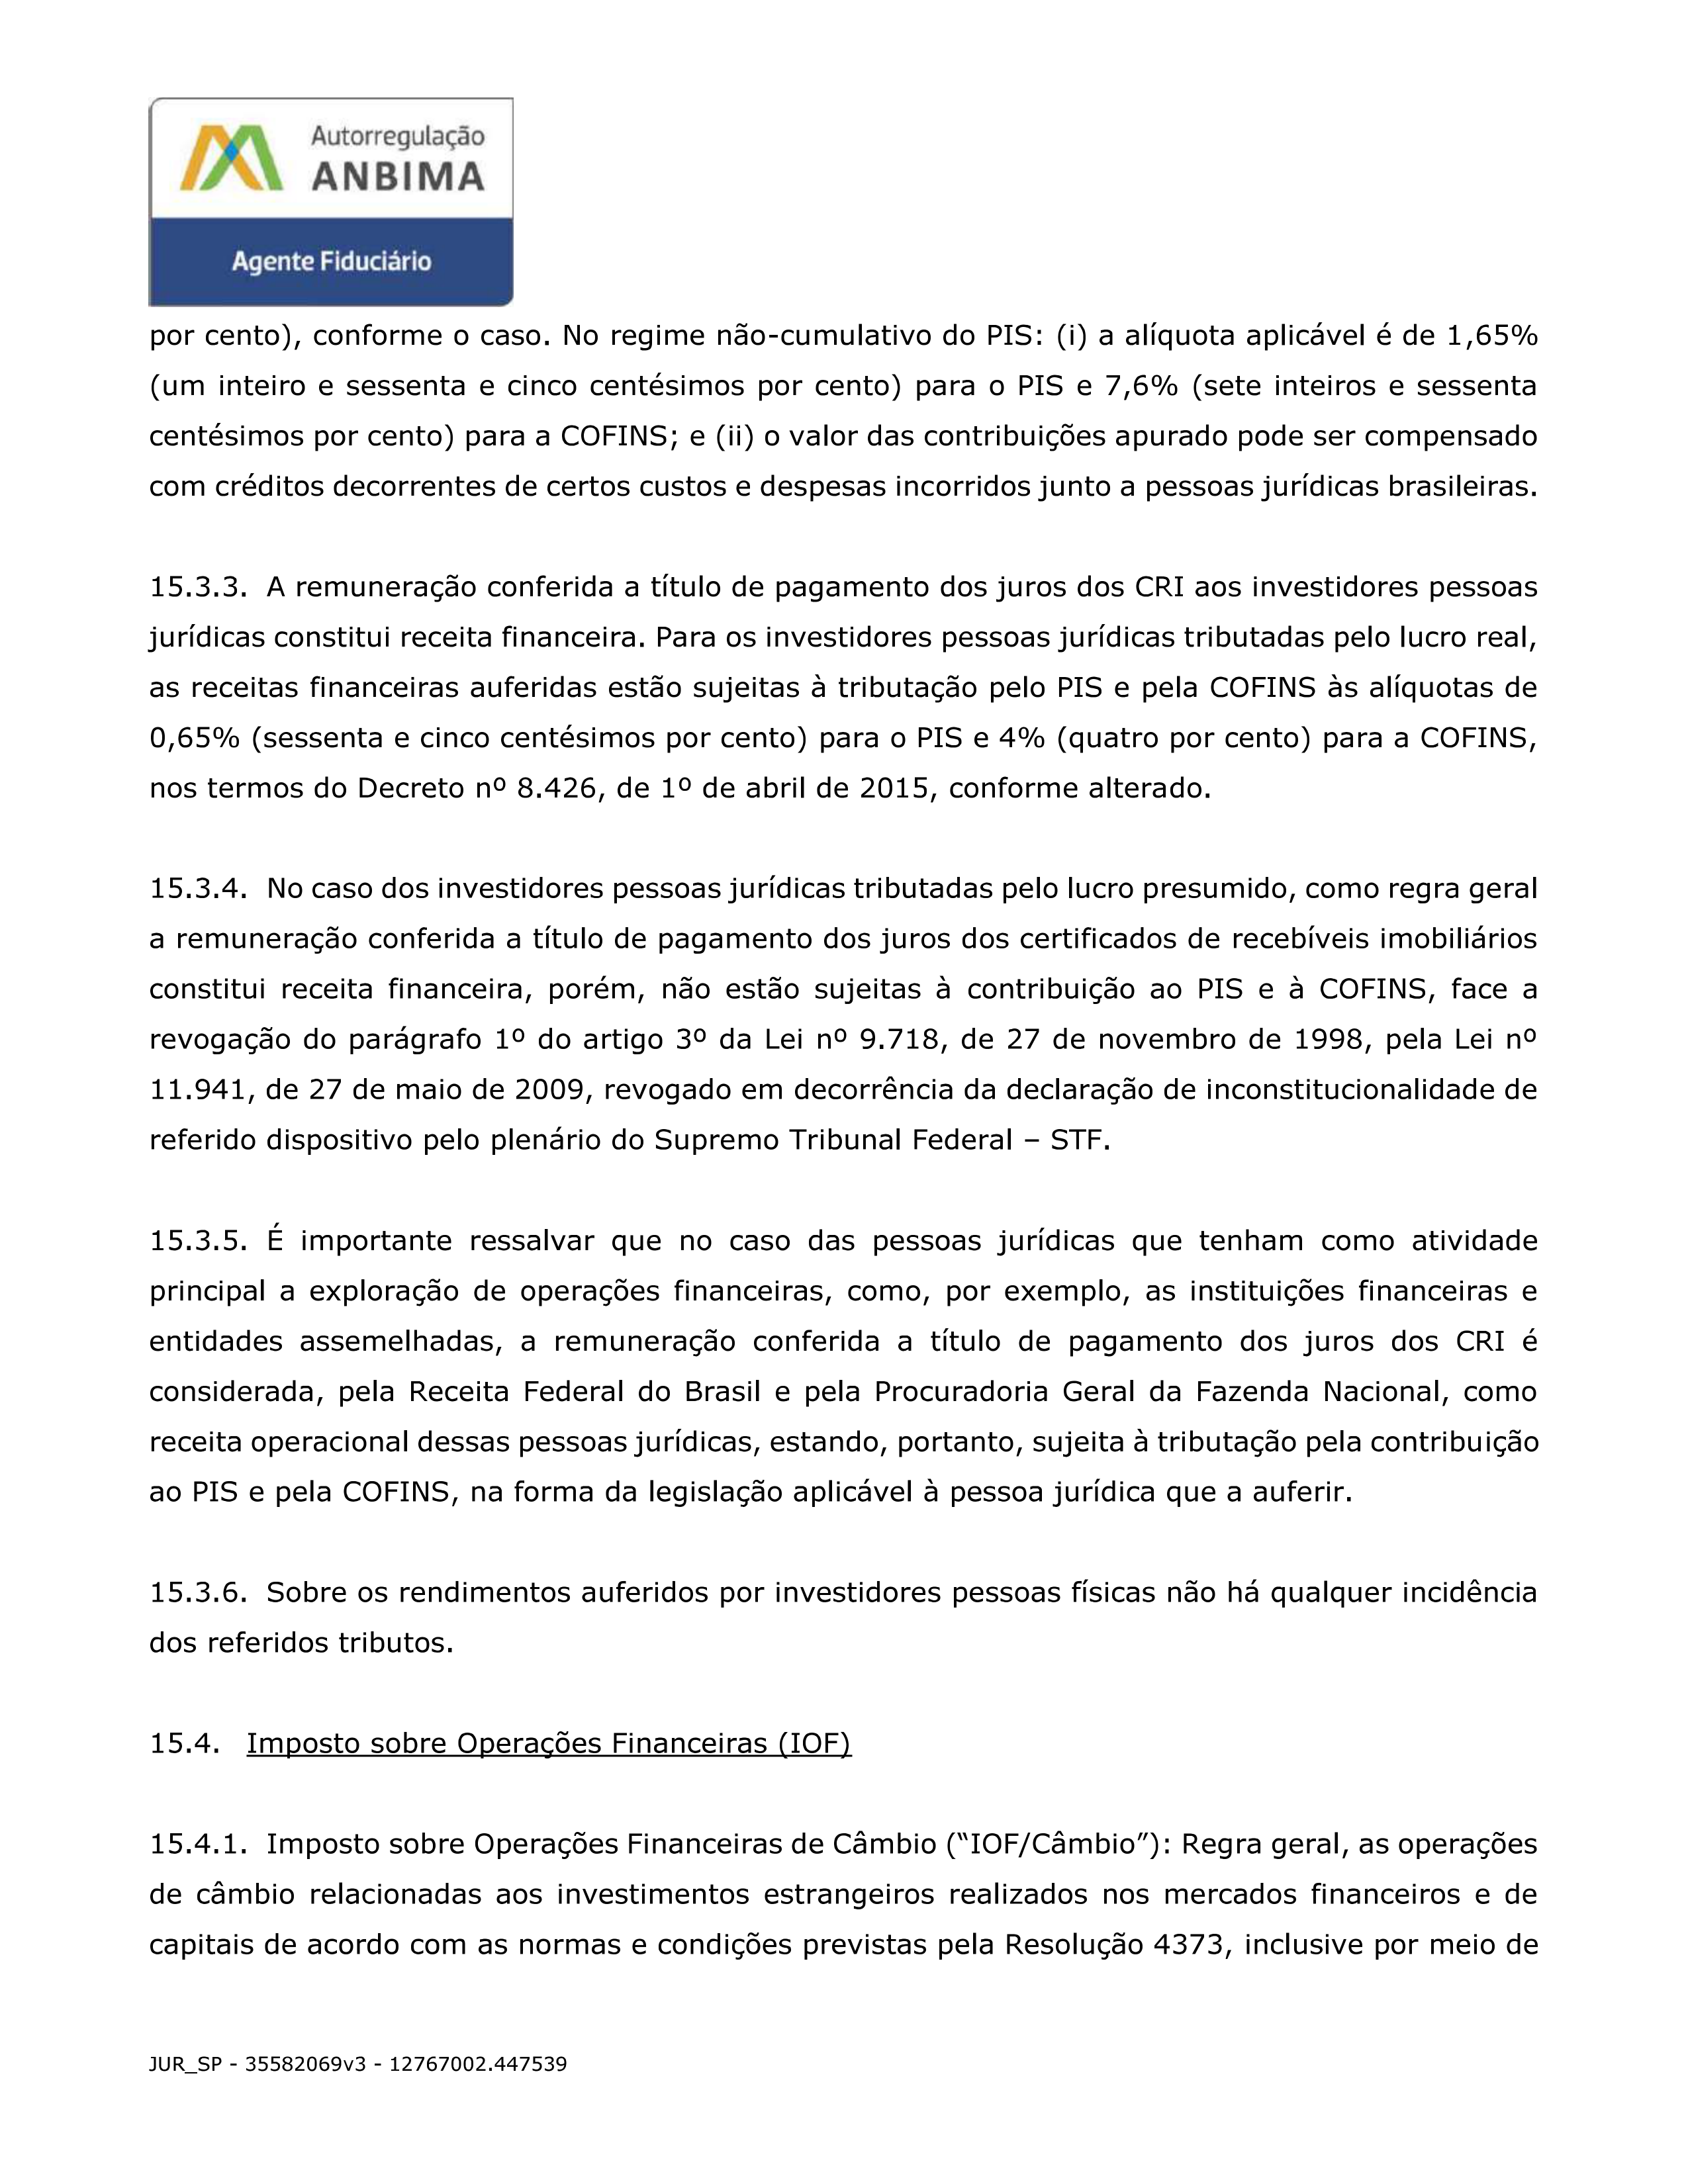 Autorregulação
ANBIMA
Agente Fiduciário
por cento), conforme o caso. No regime não-cumulativo do PIS: (i) a alíquota aplicável é de 1,65%
(um inteiro e sessenta e cinco centésimos por cento) para o PIS e 7,6% (sete inteiros e sessenta
centésimos por cento) para a COFINS; e (ii) o valor das contribuições apurado pode ser compensado
com créditos decorrentes de certos custos e despesas incorridos junto a pessoas jurídicas brasileiras.
15.3.3. A remuneração conferida a título de pagamento dos juros dos CRI aos investidores pessoas
jurídicas constitui receita financeira. Para os investidores pessoas jurídicas tributadas pelo lucro real,
as receitas financeiras auferidas estão sujeitas à tributação pelo PIS e pela COFINS às alíquotas de
0,65% (sessenta e cinco centésimos por cento) para o PIS e 4% (quatro por cento) para a COFINS,
nos termos do Decreto nº 8.426, de 1º de abril de 2015, conforme alterado.
15.3.4. No caso dos investidores pessoas jurídicas tributadas pelo lucro presumido, como regra geral
a remuneração conferida a título de pagamento dos juros dos certificados de recebíveis imobiliários
constitui receita financeira, porém, não estão sujeitas à contribuição ao PIS e à COFINS, face a
revogação do parágrafo 1º do artigo 3º da Lei nº 9.718, de 27 de novembro de 1998, pela Lei nº
11.941, de 27 de maio de 2009, revogado em decorrência da declaração de inconstitucionalidade de
referido dispositivo pelo plenário do Supremo Tribunal Federal – STF.
15.3.5. É importante ressalvar que no caso das pessoas jurídicas que tenham como atividade
principal a exploração de operações financeiras, como, por exemplo, as instituições financeiras e
entidades assemelhadas, a remuneração conferida a título de pagamento dos juros dos CRI é
considerada, pela Receita Federal do Brasil e pela Procuradoria Geral da Fazenda Nacional, como
receita operacional dessas pessoas jurídicas, estando, portanto, sujeita à tributação pela contribuição
ao PIS e pela COFINS, na forma da legislação aplicável à pessoa jurídica que a auferir.
15.3.6. Sobre os rendimentos auferidos por investidores pessoas físicas não há qualquer incidência
dos referidos tributos.
15.4. Imposto sobre Operações Financeiras (IOF)
15.4.1. Imposto sobre Operações Financeiras de Câmbio (“IOF/Câmbio”): Regra geral, as operações
de câmbio relacionadas aos investimentos estrangeiros realizados nos mercados financeiros e de
capitais de acordo com as normas e condições previstas pela Resolução 4373, inclusive por meio de
JUR_SP - 35582069v3 - 12767002.447539